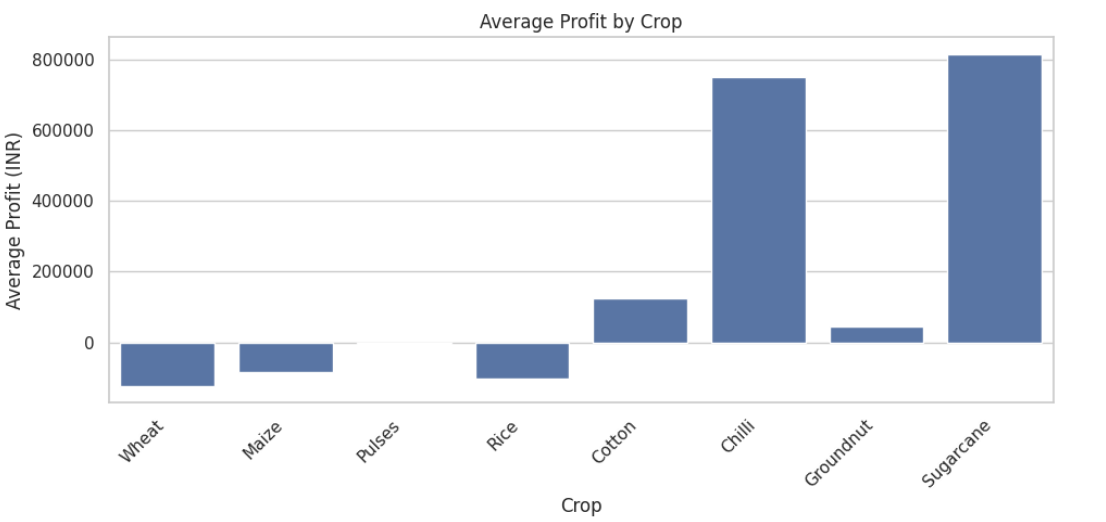 Average Profit by Crop
Average Profit (INR)
800000
600000
400000
200000
0
Wheat
Maize
Pulses
Rice
Cotton
Chilli
Groundnut
Sugarcane
Crop